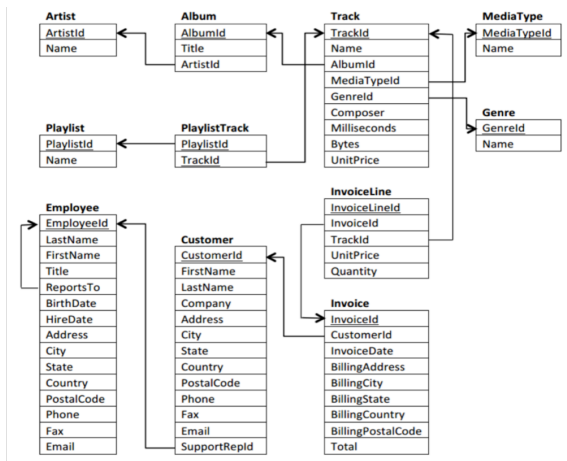 Artist
ArtistId
Name
Album
AlbumId
Title
ArtistId
Track
TrackId
Name
AlbumId
MediaTypeId
GenreId
Composer
Milliseconds
Bytes
UnitPrice
MediaType
MediaTypeId
Name
Genre
GenreId
Name
Playlist
PlaylistId
Name
PlaylistTrack
PlaylistId
TrackId
Employee
EmployeeId
LastName
FirstName
Title
ReportsTo
BirthDate
HireDate
Address
City
State
Country
PostalCode
Phone
Fax
Email
Customer
CustomerId
FirstName
LastName
Company
Address
City
State
Country
PostalCode
Phone
Fax
Email
SupportRepId
InvoiceLine
InvoiceLineId
InvoiceId
TrackId
UnitPrice
Quantity
Invoice
InvoiceId
CustomerId
InvoiceDate
BillingAddress
BillingCity
BillingState
BillingCountry
BillingPostalCode
Total